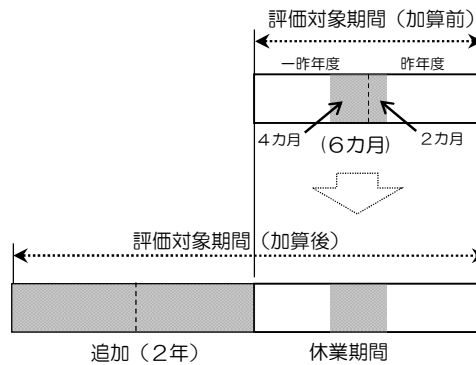 評価対象期間(加算前)
一昨年度 昨年度
4カ月 (6カ月) 2カ月
評価対象期間(加算後)
追加(2年) 休業期間